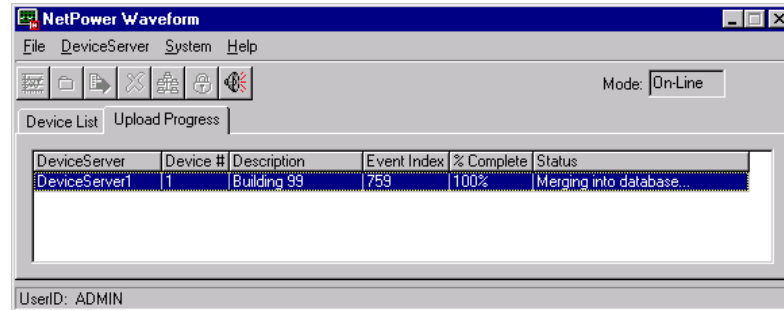 NetPower Waveform
File DeviceServer System Help
Mode: On-Line
Device List Upload Progress
DeviceServer Device # Description Event Index % Complete Status
DeviceServer1 1 Building 99 759 100% Merging into database...
UserID: ADMIN